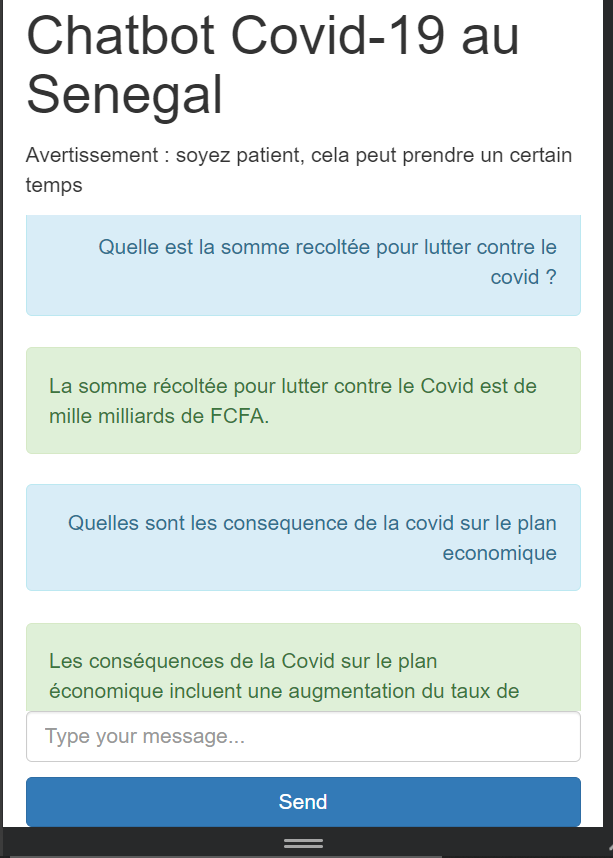 Chatbot Covid-19 au
Senegal
Avertissement : soyez patient, cela peut prendre un certain
temps
Quelle est la somme recoltée pour lutter contre le
covid ?
La somme récoltée pour lutter contre le Covid est de
mille milliards de FCFA.
Quelles sont les consequence de la covid sur le plan
economique
Les conséquences de la Covid sur le plan
économique incluent une augmentation du taux de
Type your message...
Send